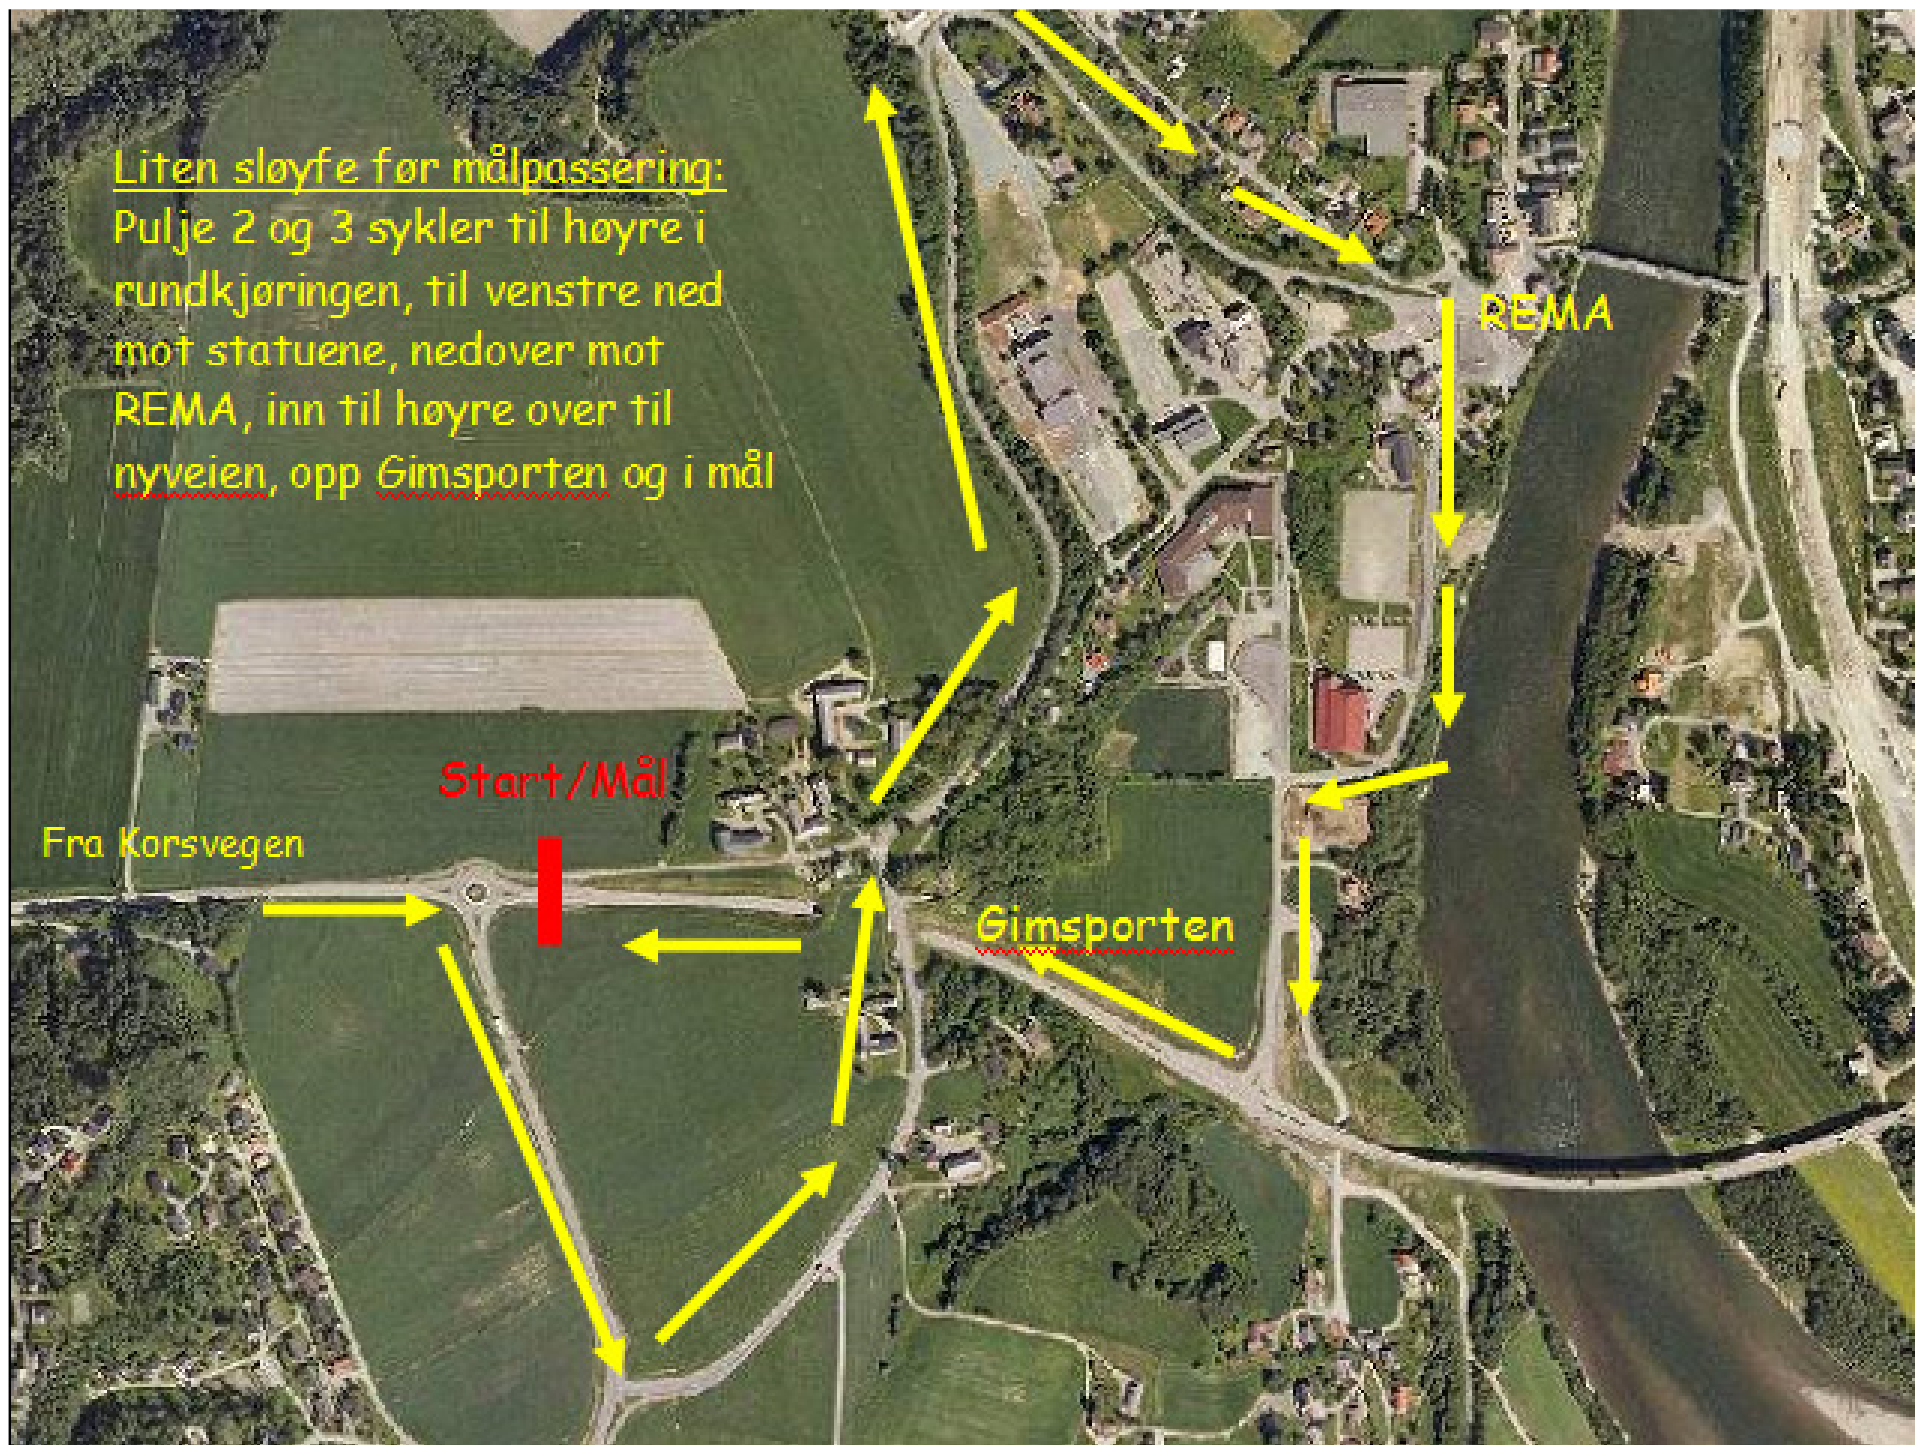 Liten sløyfe før målpassering:
Pulje 2 og 3 sykler til høyre i
rundkjøringen, til venstre ned
mot statuene, nedover mot
REMA, inn til høyre over til
nyveien, opp Gimsporten og i mål
REMA
Start/Mål
Fra Korsvegen
Gimsporten